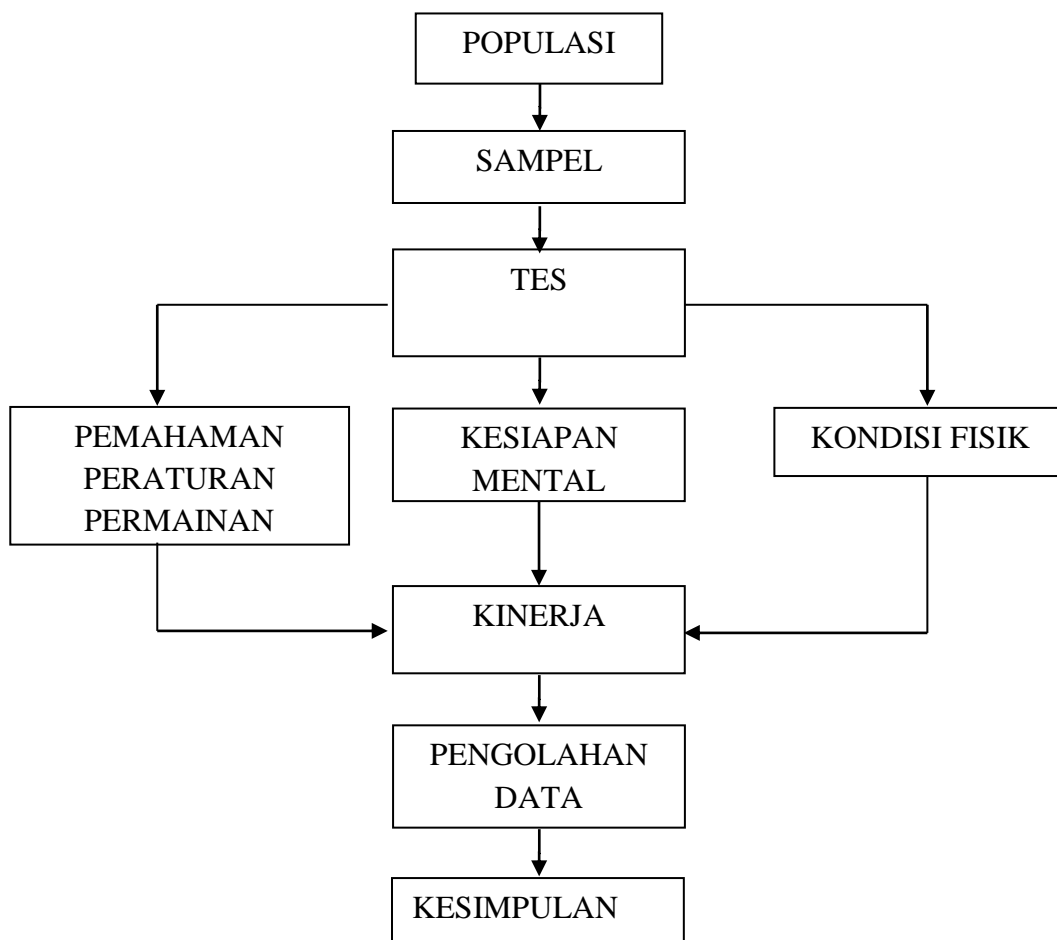 POPULASI
SAMPEL
TES
PEMAHAMAN
PERATURAN
PERMAINAN
KESIAPAN
MENTAL
KONDISI FISIK
KINERJA
PENGOLAHAN
DATA
KESIMPULAN